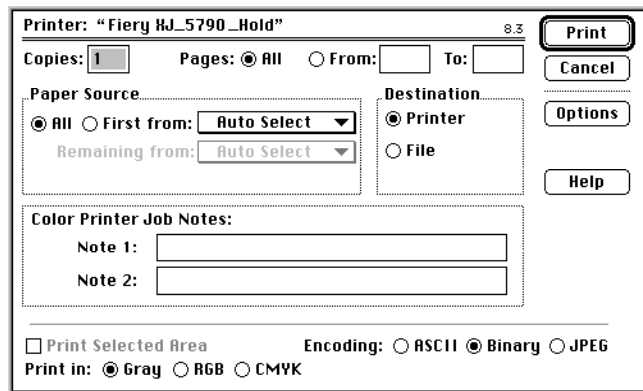 Printer: “Fiery XJ_5790_Hold” 8.3 Print
Copies: 1 Pages: All From: To: Cancel
Paper Source Destination
All First from: Auto Select Printer Options
Remaining from: Auto Select File
Help
Color Printer Job Notes:
Note 1:
Note 2:
Print Selected Area Encoding: ASCII Binary JPEG
Print in: Gray RGB CMYK